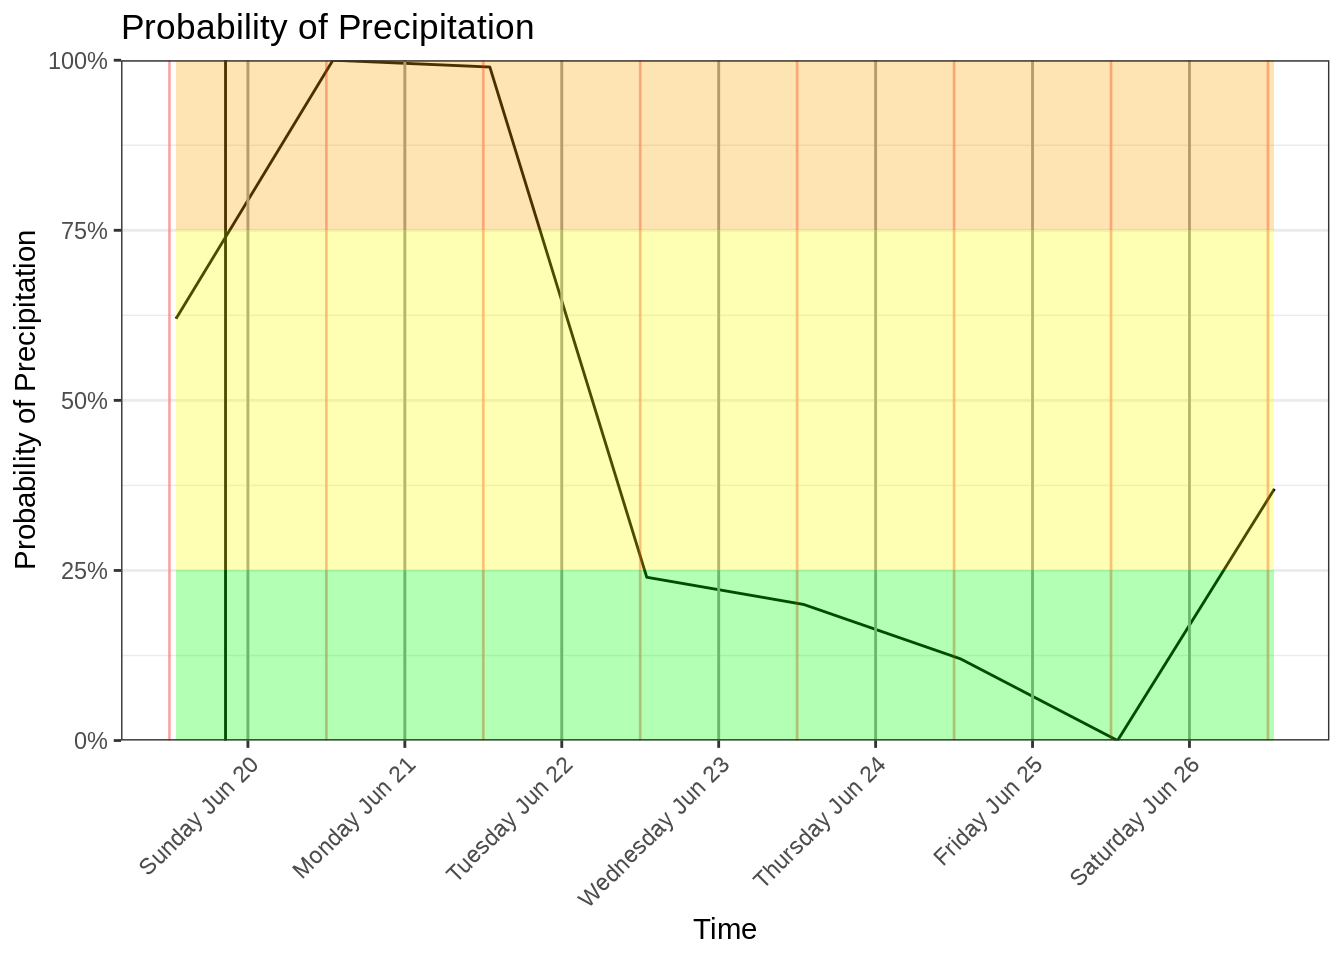 Probability of Precipitation
Probability of Precipitation
100%
75%
50%
25%
0%
Sunday Jun 20
Monday Jun 21
Tuesday Jun 22
Wednesday Jun 23
Thursday Jun 24
Friday Jun 25
Saturday Jun 26
Time